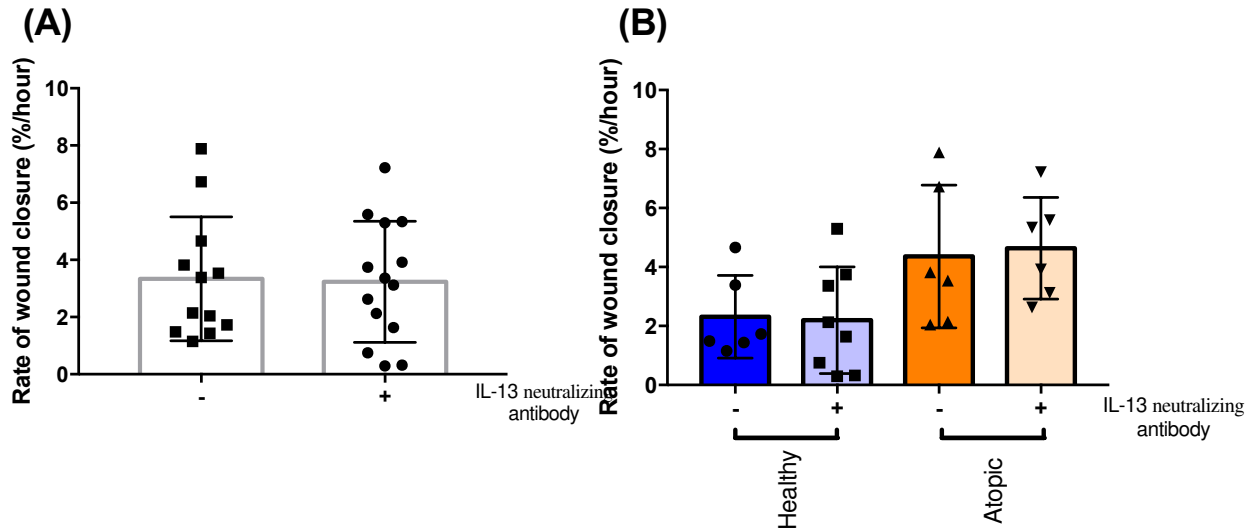 (A)
Rate of wound closure (%/hour)
10
8
6
4
2
0
-
+
IL-13 neutralizing
antibody
(B)
Rate of wound closure (%/hour)
10
8
6
4
2
0
-
+
-
+
IL-13 neutralizing
antibody
Healthy
Atopic